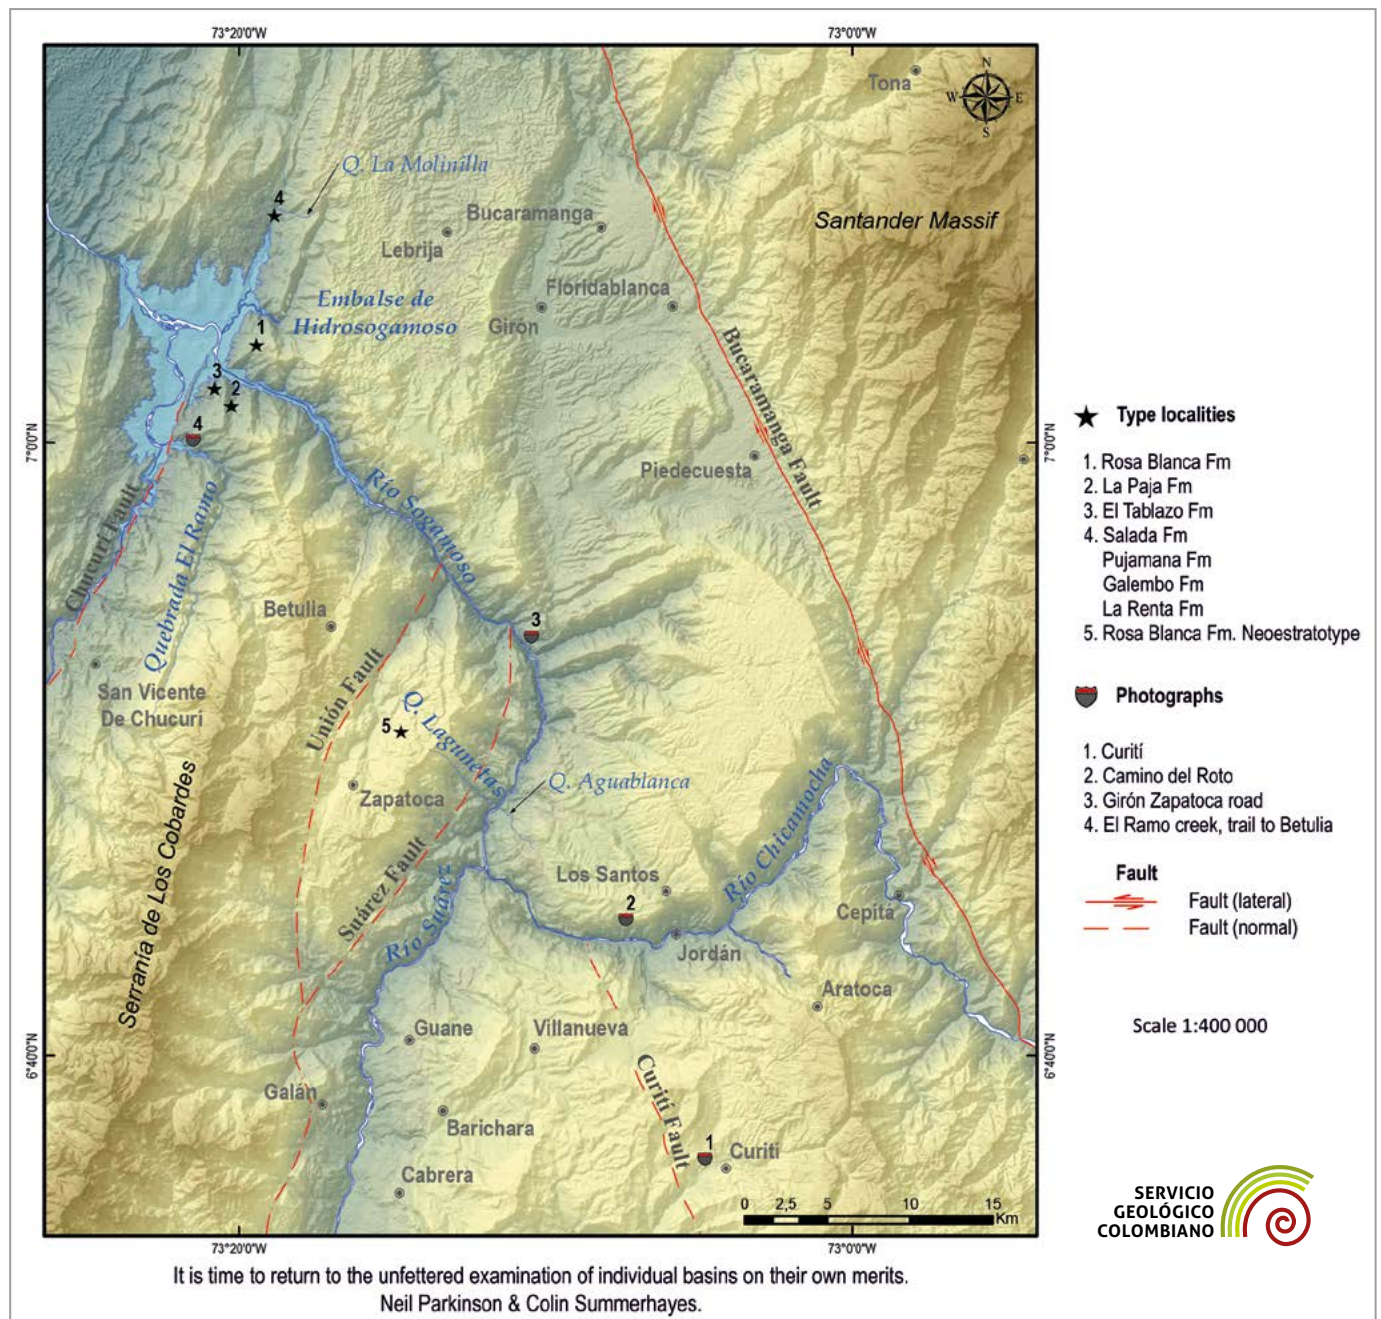 73°20'0"W
73°0'0"W
Tona
N
W
E
S
Q. La Molinilla
4
Bucaramanga
Santander Massif
Lebrija
Floridablanca
Embalse de
Hidrosogamoso
Girón
1
Bucaramanga Fault
3
2
4
7°0'0"N
7°0'0"N
Piedecuesta
Río Sogamoso
Chucurí Fault
Quebrada El Ramo
Betulia
3
San Vicente
De Chucurí
Unión Fault
Q. Lagunetas
5
Zapatoca
Q. Aguablanca
Serranía de Los Cobardes
Suárez Fault
Río Suárez
Río Chicamocha
Los Santos
2
Cepitá
Jordán
Aratoca
Guane
Villanueva
6°40'0"N
6°40'0"N
Galán
Curití Fault
Barichara
1
Curití
Cabrera
0 2,5 5 10 15
Km
73°20'0"W
73°0'0"W
Type localities
1. Rosa Blanca Fm
2. La Paja Fm
3. El Tablazo Fm
4. Salada Fm
Pujamana Fm
Galembo Fm
La Renta Fm
5. Rosa Blanca Fm. Neoestratotype
Photographs
1. Curití
2. Camino del Roto
3. Girón Zapatoca road
4. El Ramo creek, trail to Betulia
Fault
Fault (lateral)
Fault (normal)
Scale 1:400 000
SERVICIO
GEOLÓGICO
COLOMBIANO
It is time to return to the unfettered examination of individual basins on their own merits.
Neil Parkinson & Colin Summerhayes.